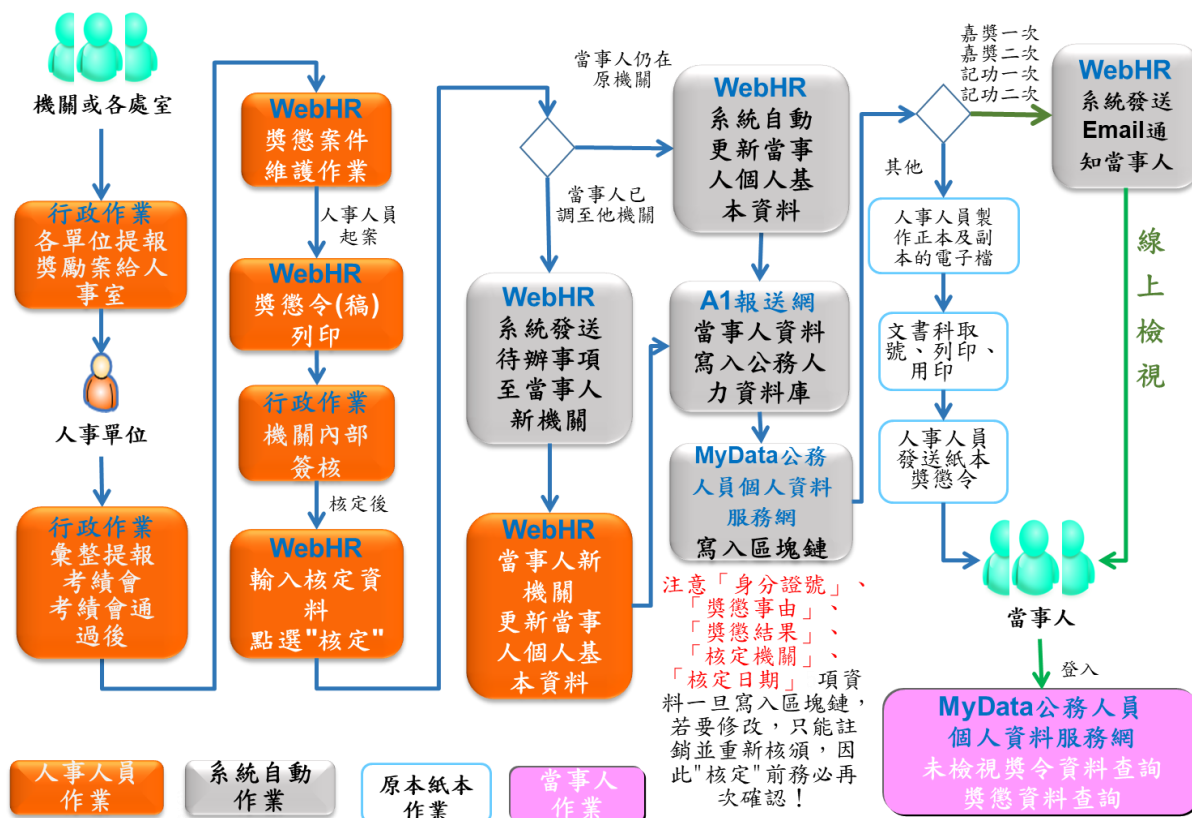 機關或各處室
行政作業
各單位提報
獎勵案給人
事室
人事單位
行政作業
彙整提報
考績會
考績會通
過後
WebHR
獎懲案件
維護作業
人事人員
起案
WebHR
獎懲令(稿)
列印
行政作業
機關內部
簽核
核定後
WebHR
輸入核定資
料
點選"核定"
當事人仍在
原機關
當事人已
調至他機關
WebHR
系統發送
待辦事項
至當事人
新機關
WebHR
當事人新
機關
更新當事
人個人基
本資料
WebHR
系統自動
更新當事
人個人基
本資料
A1報送網
當事人資料
寫入公務人
力資料庫
MyData公務
人員個人資料
服務網
寫入區塊鏈
注意「身分證號」、
「獎懲事由」、
「獎懲結果」、
「核定機關」、
「核定日期」 項資
料一旦寫入區塊鏈，
若要修改，只能註
銷並重新核頒，因
此"核定"前務必再
次確認！
嘉獎一次
嘉獎二次
記功一次
記功二次
其他
人事人員製
作正本及副
本的電子檔
文書科取
號、列印、
用印
人事人員
發送紙本
獎懲令
WebHR
系統發送
Email通
知當事人
線上檢視
當事人
登入
MyData公務人員
個人資料服務網
未檢視獎令資料查詢
獎懲資料查詢
人事人員
作業
系統自動
作業
原本紙本
作業
當事人
作業